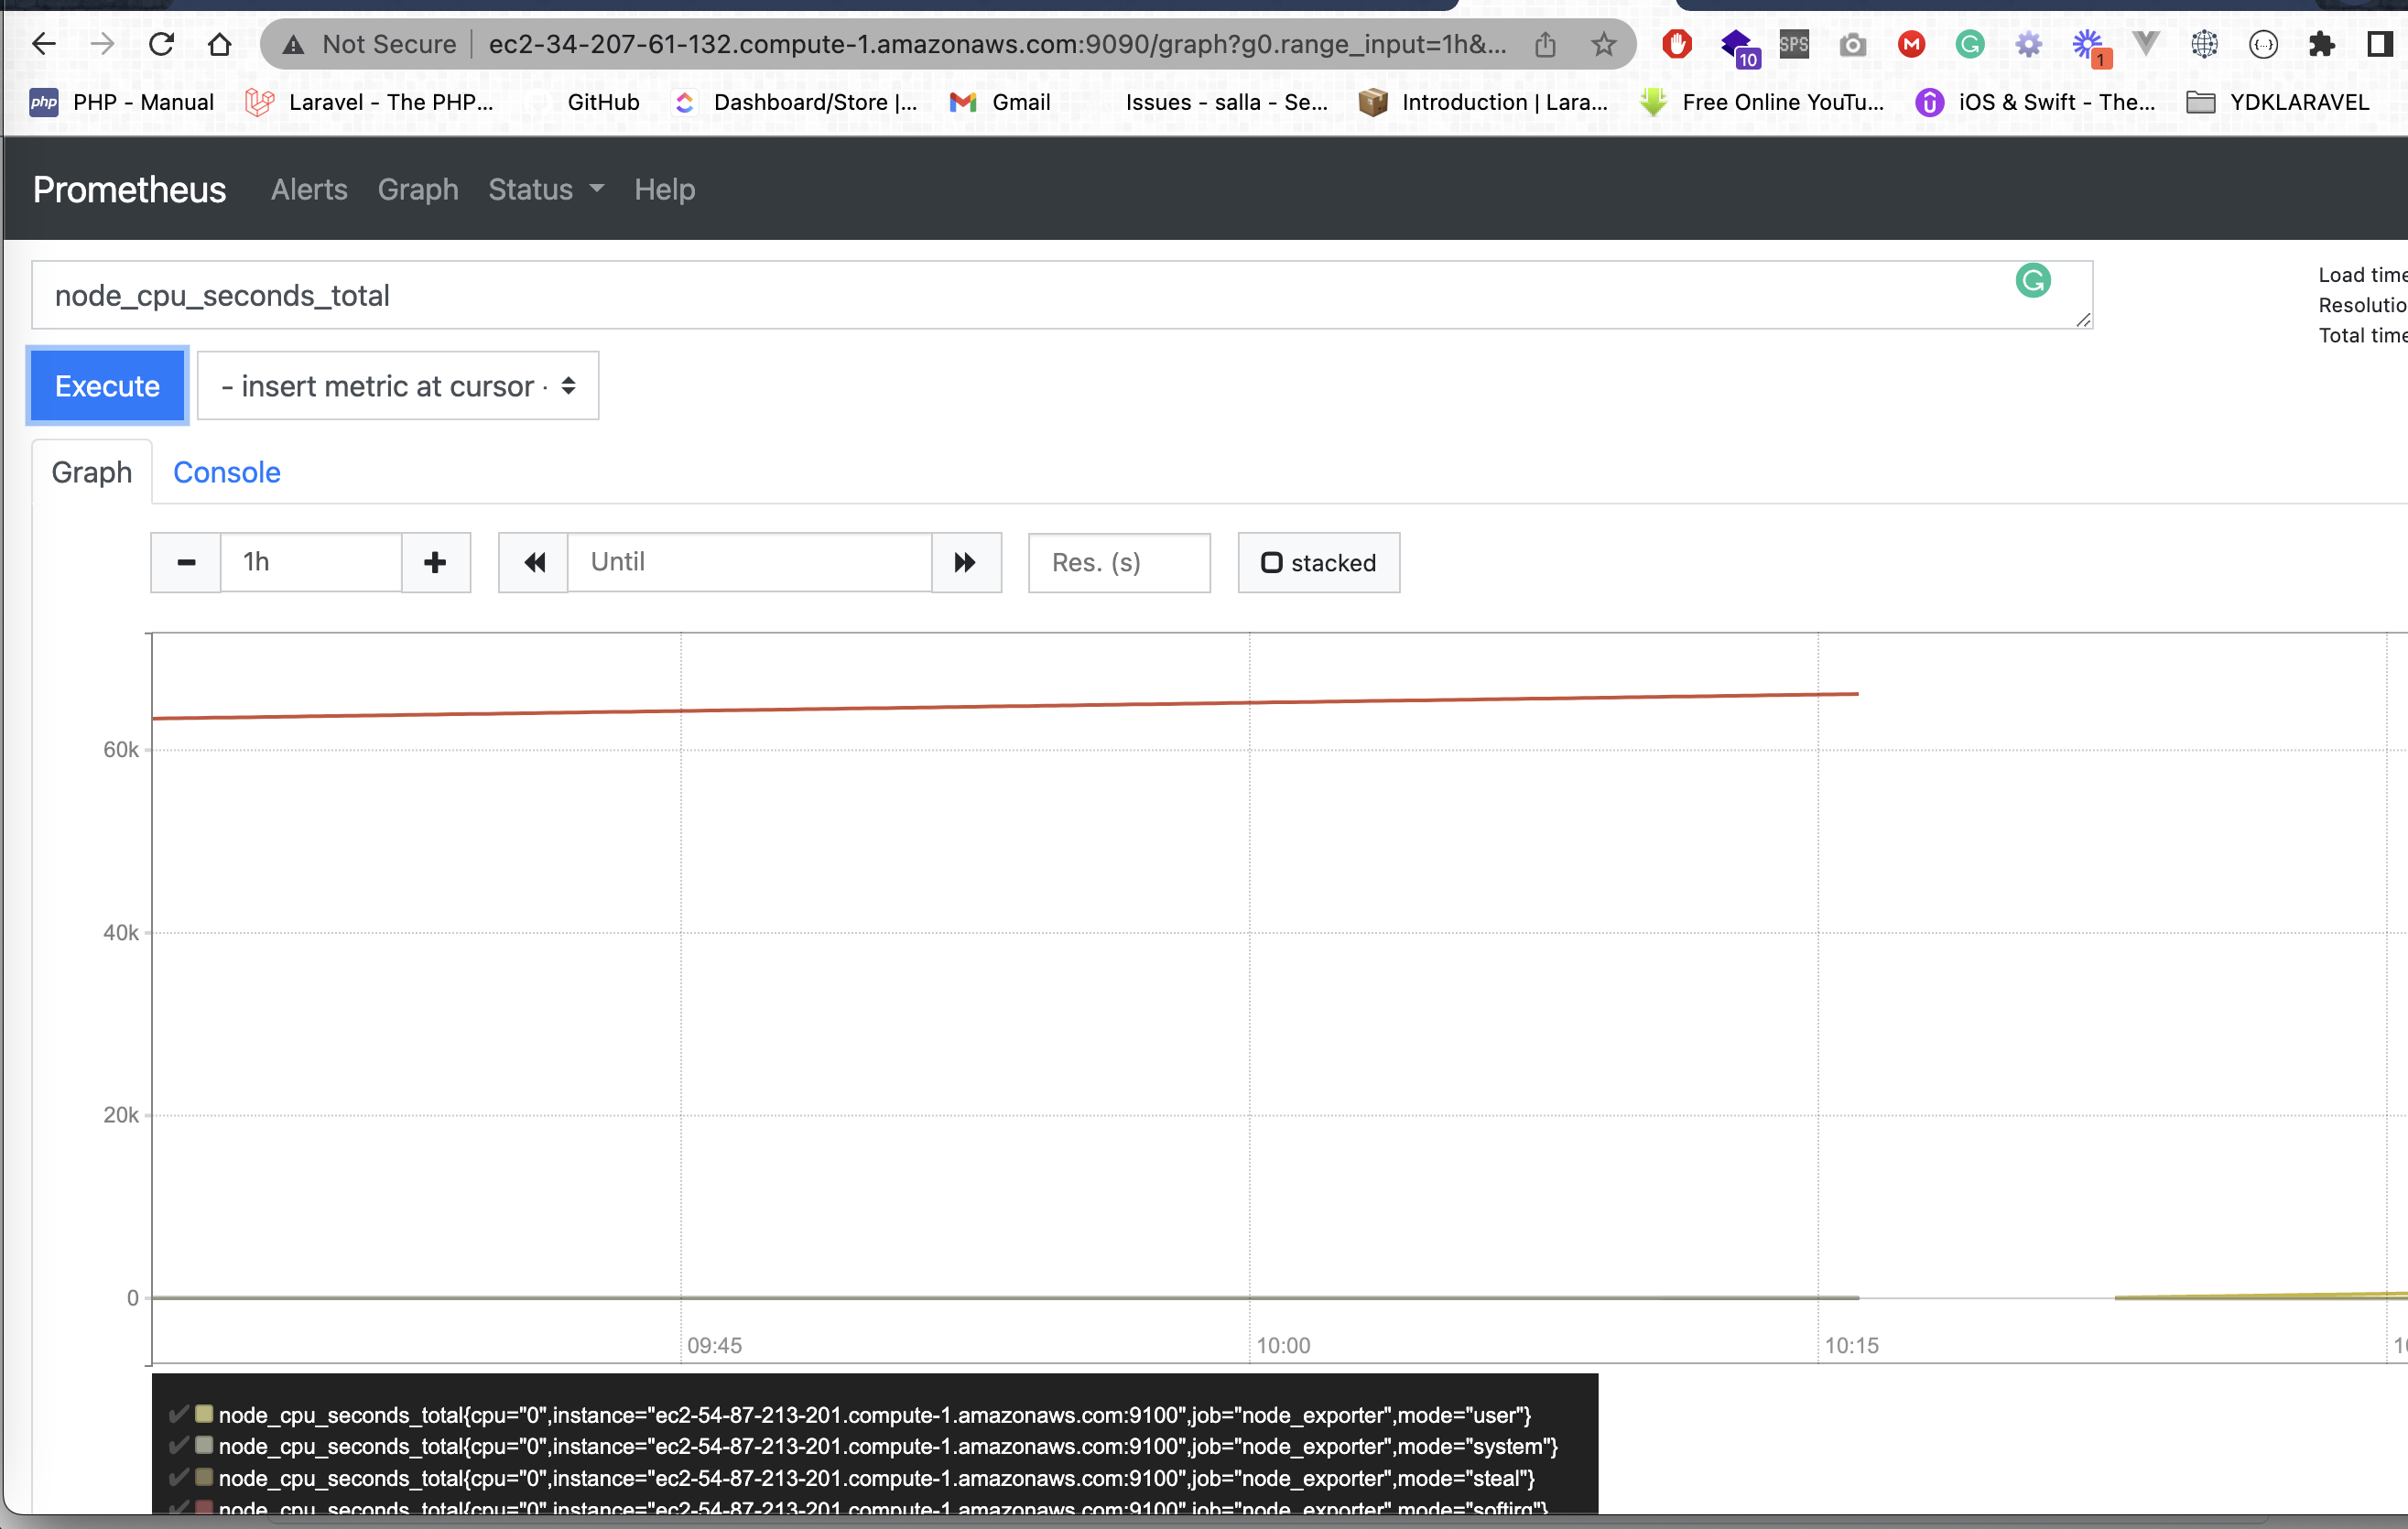 Not Secure ec2-34-207-61-132.compute-1.amazonaws.com:9090/graph?g0.range_input=1h&...
SPS 10 1
php PHP - Manual Laravel - The PHP... GitHub Dashboard/Store |... Gmail Issues - salla - Se... Introduction | Lara... Free Online YouTu... iOS & Swift - The... YDKLARAVEL
Prometheus Alerts Graph Status Help
node_cpu_seconds_total
Load time
Resolutio
Total time
Execute - insert metric at cursor -
Graph Console
1h Until Res. (s) stacked
60k
40k
20k
0
09:45 10:00 10:15
node_cpu_seconds_total{cpu="0",instance="ec2-54-87-213-201.compute-1.amazonaws.com:9100",job="node_exporter",mode="user"}
node_cpu_seconds_total{cpu="0",instance="ec2-54-87-213-201.compute-1.amazonaws.com:9100",job="node_exporter",mode="system"}
node_cpu_seconds_total{cpu="0",instance="ec2-54-87-213-201.compute-1.amazonaws.com:9100",job="node_exporter",mode="steal"}
node_cpu_seconds_total{cpu="0",instance="ec2-54-87-213-201.compute-1.amazonaws.com:9100",job="node_exporter",mode="softirq"}